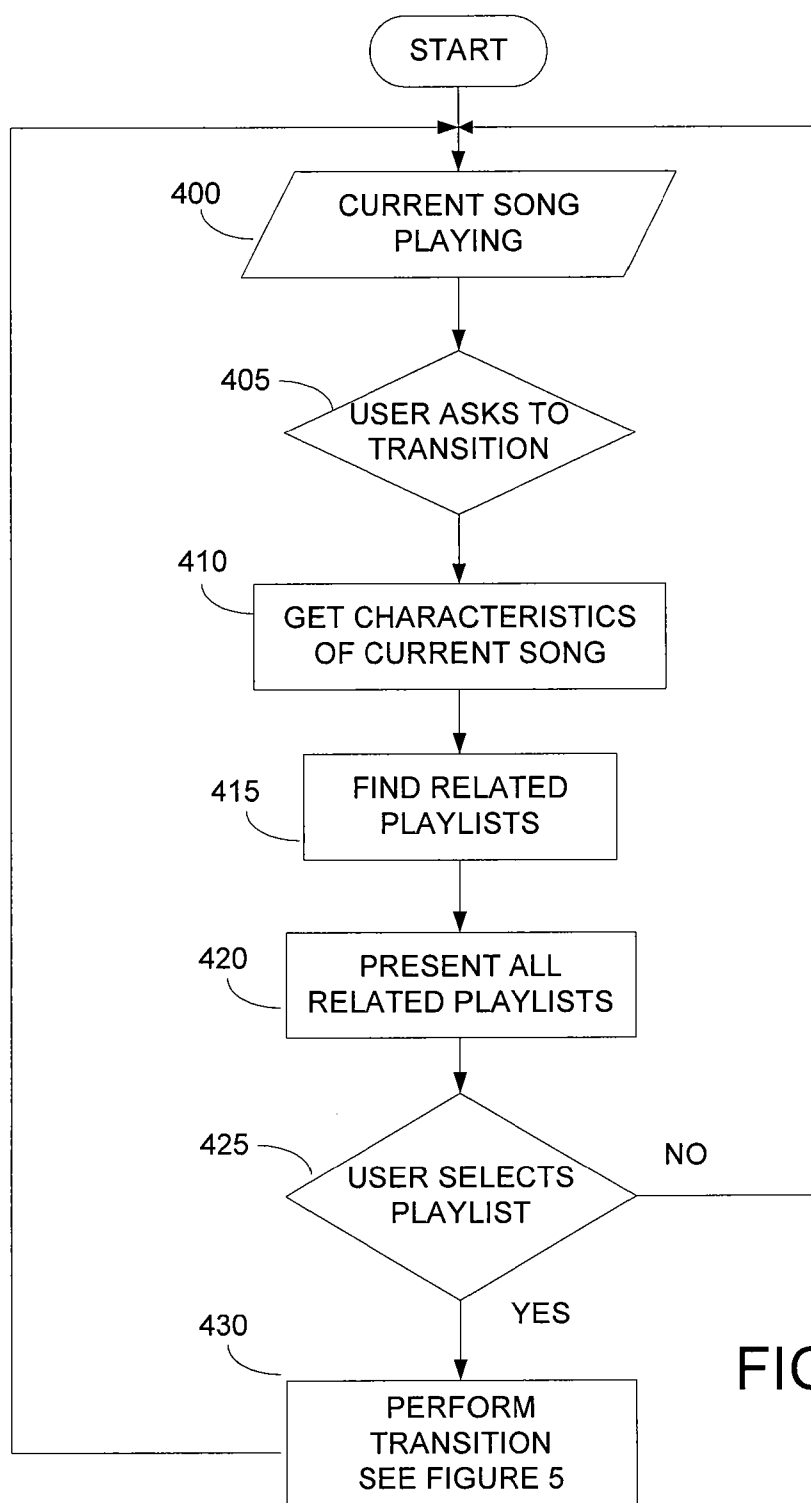 START
400
CURRENT SONG
PLAYING
405
USER ASKS TO
TRANSITION
410
GET CHARACTERISTICS
OF CURRENT SONG
415
FIND RELATED
PLAYLISTS
420
PRESENT ALL
RELATED PLAYLISTS
425
USER SELECTS
PLAYLIST
NO
YES
430
PERFORM
TRANSITION
SEE FIGURE 5
FIG